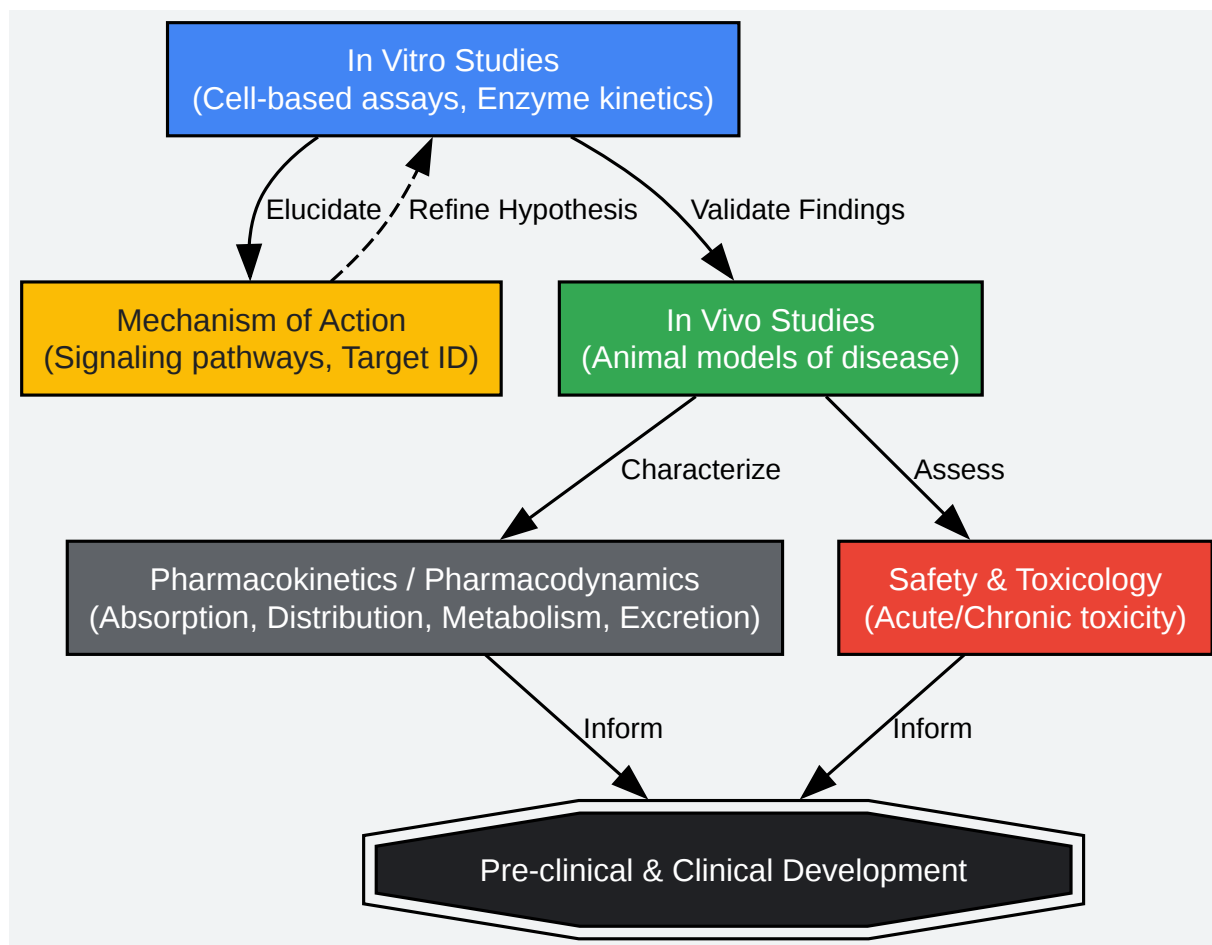 In Vitro Studies
(Cell-based assays, Enzyme kinetics)
Elucidate
Refine Hypothesis
Validate Findings
Mechanism of Action
(Signaling pathways, Target ID)
In Vivo Studies
(Animal models of disease)
Characterize
Assess
Pharmacokinetics / Pharmacodynamics
(Absorption, Distribution, Metabolism, Excretion)
Safety & Toxicology
(Acute/Chronic toxicity)
Inform
Inform
Pre-clinical & Clinical Development